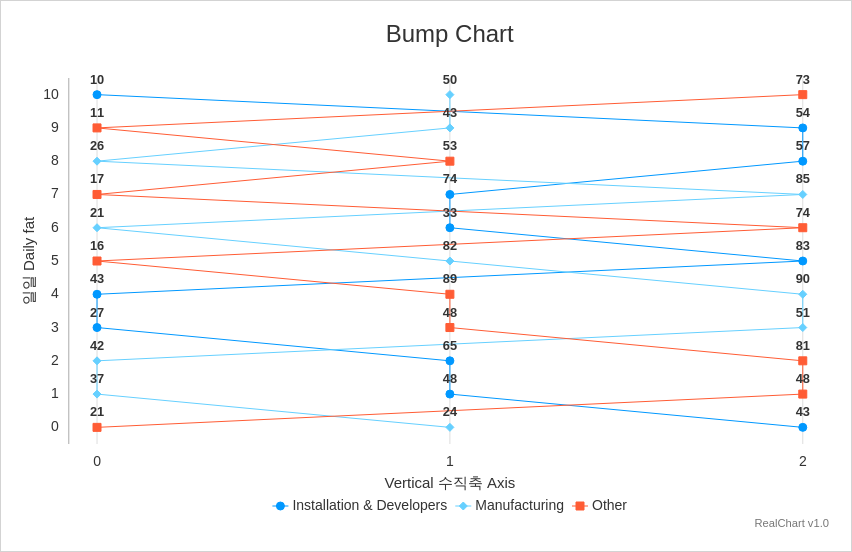 Bump Chart
10 50 73
10
11 43 54
9
26 53 57
8
17 74 85
7
21 33 74
6
16 82 83
5
43 89 90
4
27 48 51
3
42 65 81
2
37 48 48
1
21 24 43
0
일일 Daily fat
0 1 2
Vertical 수직축 Axis
Installation & Developers Manufacturing Other
RealChart v1.0